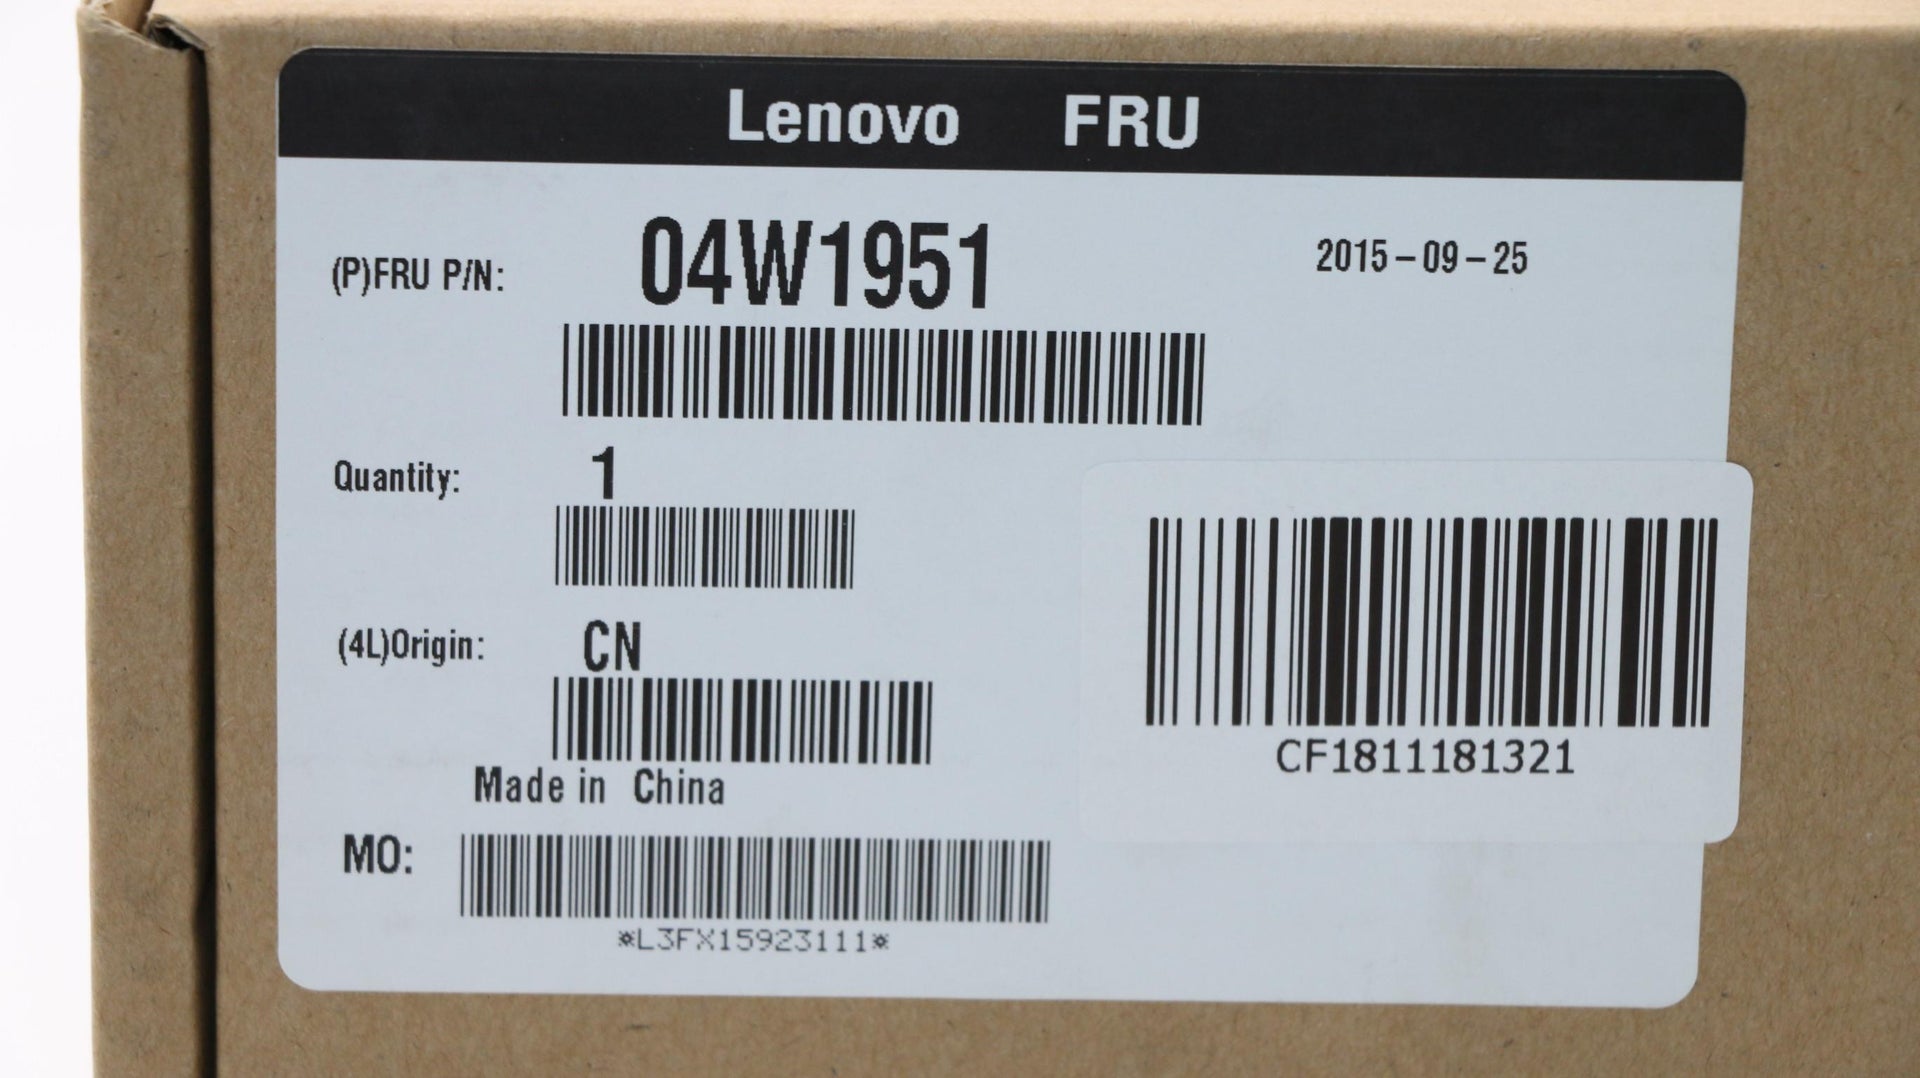 Lenovo FRU
(P)FRU P/N: 04W1951 2015-09-25
Quantity: 1
(4L)Origin: CN
Made in China
CF1811181321
MO:
*L3FX15923111*